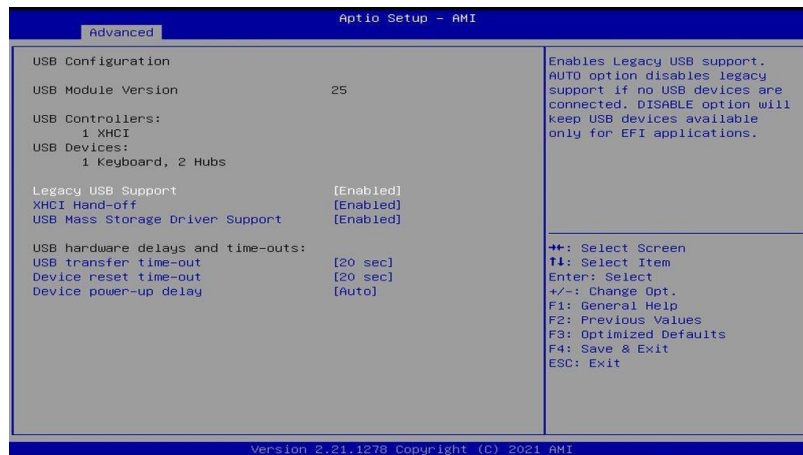 Aptio Setup - AMI
Advanced
USB Configuration
USB Module Version 25
USB Controllers:
1 XHCI
USB Devices:
1 Keyboard, 2 Hubs
Legacy USB Support [Enabled]
XHCI Hand-off [Enabled]
USB Mass Storage Driver Support [Enabled]
USB hardware delays and time-outs:
USB transfer time-out [20 sec]
Device reset time-out [20 sec]
Device power-up delay [Auto]
Enables Legacy USB support.
AUTO option disables legacy
support if no USB devices are
connected. DISABLE option will
keep USB devices available
only for EFI applications.
→←: Select Screen
↑↓: Select Item
Enter: Select
+/-: Change Opt.
F1: General Help
F2: Previous Values
F3: Optimized Defaults
F4: Save & Exit
ESC: Exit
Version 2.21.1278 Copyright (C) 2021 AMI